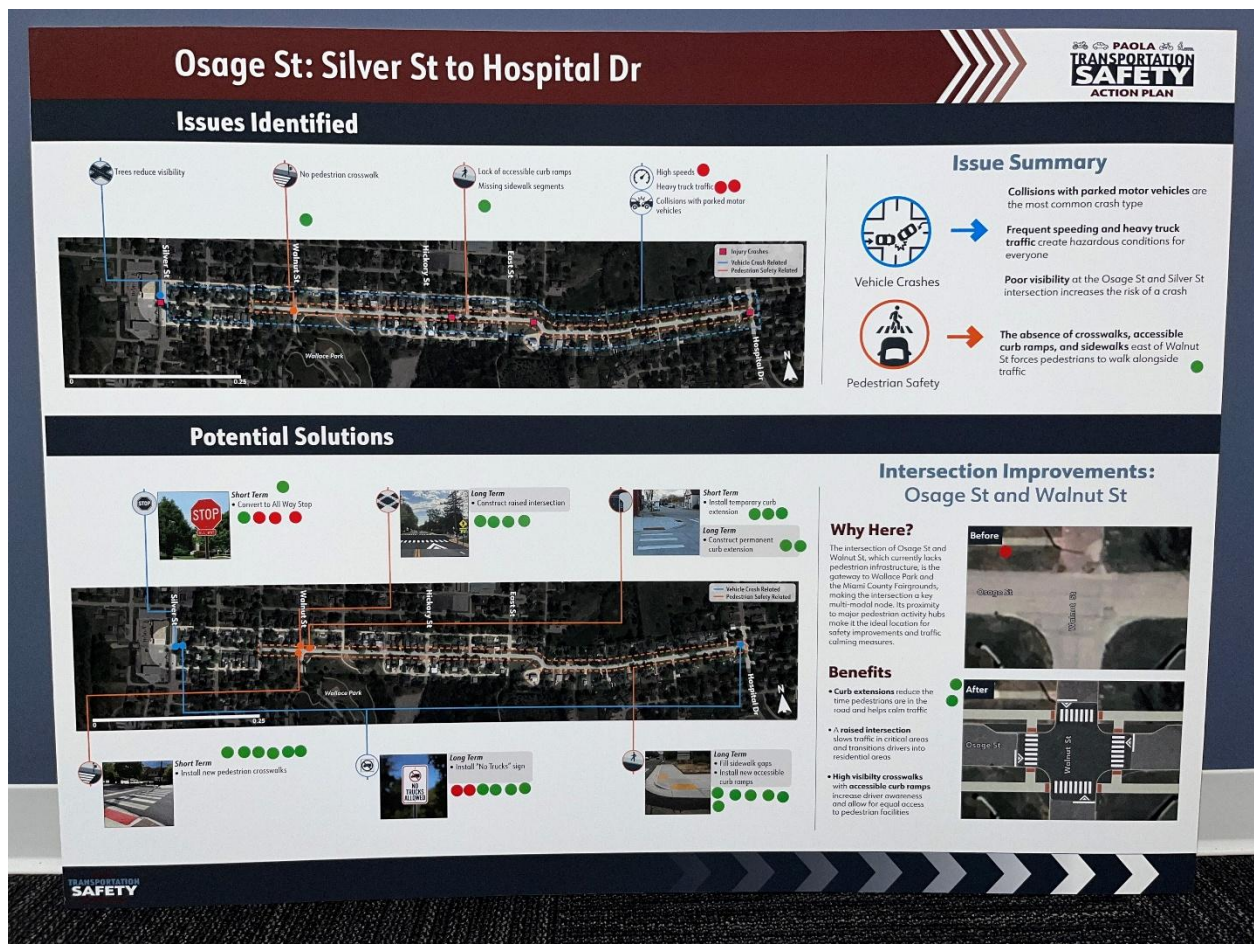 Osage St: Silver St to Hospital Dr
PAOLA
TRANSPORTATION
SAFETY
ACTION PLAN
Issues Identified
Trees reduce visibility
No pedestrian crosswalk
Lack of accessible curb ramps
Missing sidewalk segments
High speeds
Heavy truck traffic
Collisions with parked motor
vehicles
Silver St
Walnut St
Hickory St
East St
Hospital Dr
Wallace Park
Injury Crashes
Vehicle Crash Related
Pedestrian Safety Related
0
0.25
N
Issue Summary
Vehicle Crashes
Collisions with parked motor vehicles are
the most common crash type
Frequent speeding and heavy truck
traffic create hazardous conditions for
everyone
Poor visibility at the Osage St and Silver St
intersection increases the risk of a crash
Pedestrian Safety
The absence of crosswalks, accessible
curb ramps, and sidewalks east of Walnut
St forces pedestrians to walk alongside
traffic
Potential Solutions
STOP
STOP
Short Term
• Convert to All Way Stop
Long Term
• Construct raised intersection
Short Term
• Install temporary curb
extension
Long Term
• Construct permanent
curb extension
Silver St
Walnut St
Hickory St
East St
Hospital Dr
Wallace Park
Vehicle Crash Related
Pedestrian Safety Related
0
0.25
N
Short Term
• Install new pedestrian crosswalks
NO
TRUCKS
ALLOWED
Long Term
• Install "No Trucks" sign
Long Term
• Fill sidewalk gaps
• Install new accessible
curb ramps
Intersection Improvements:
Osage St and Walnut St
Why Here?
The intersection of Osage St and
Walnut St, which currently lacks
pedestrian infrastructure, is the
gateway to Wallace Park and
the Miami County Fairgrounds,
making the intersection a key
multi-modal node. Its proximity
to major pedestrian activity hubs
make it the ideal location for
safety improvements and traffic
calming measures.
Benefits
• Curb extensions reduce the
time pedestrians are in the
road and helps calm traffic
• A raised intersection
slows traffic in critical areas
and transitions drivers into
residential areas
• High visibilty crosswalks
with accessible curb ramps
increase driver awareness
and allow for equal access
to pedestrian facilities
Before
Osage St
Walnut St
After
Osage St
Walnut St
TRANSPORTATION
SAFETY